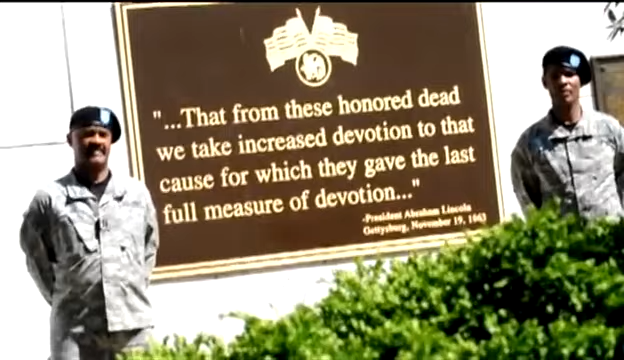 "...That from these honored dead
we take increased devotion to that
cause for which they gave the last
full measure of devotion..."
-President Abraham Lincoln
Gettysburg, November 19, 1863